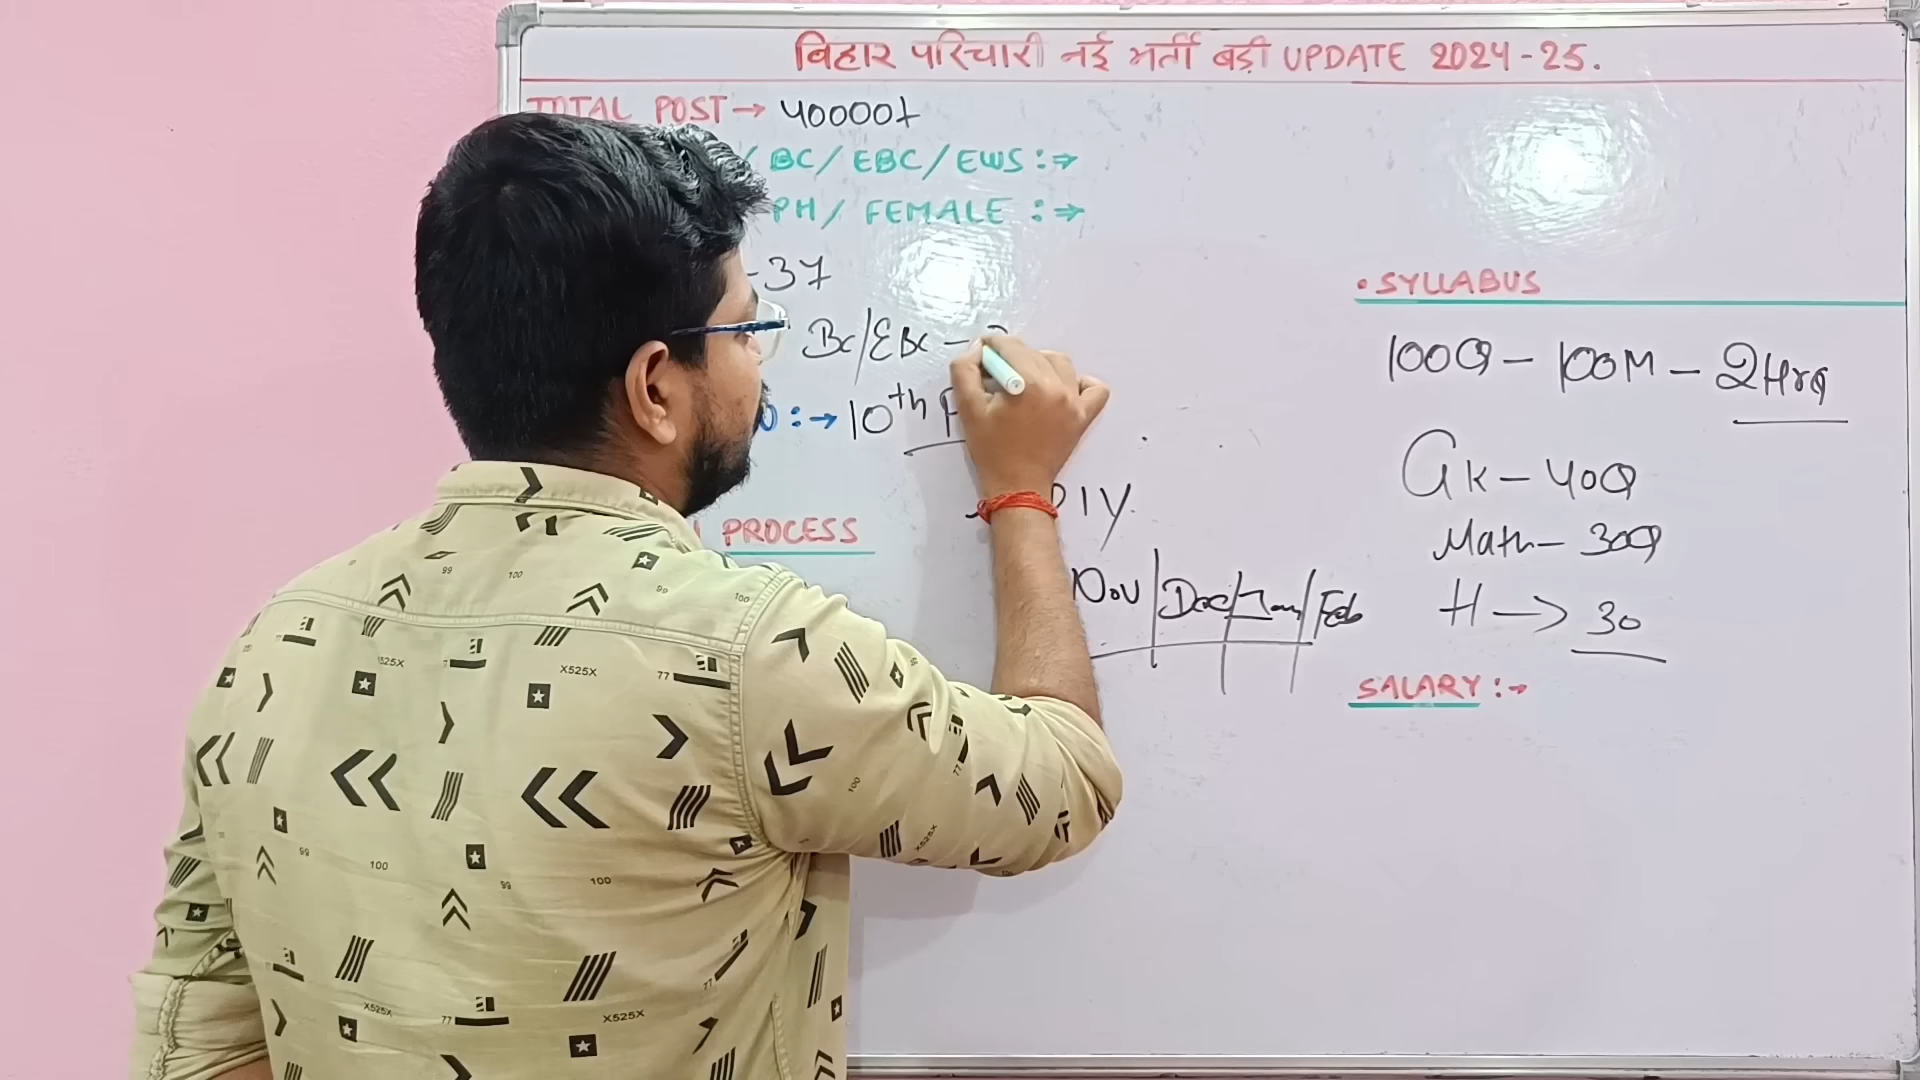 बिहार परिचारी नई भर्ती बड़ी UPDATE 2024-25.
TOTAL POST → 40000+
/ BC / EBC / EWS :⇒
PH / FEMALE :⇒
-37
BC/EBC -
:→ 10th
PROCESS
Nov | Dec | Jan | Feb
• SYLLABUS
100Q - 100M - 2Hrs
GK - 40Q
Math - 30Q
H → 30
SALARY :→